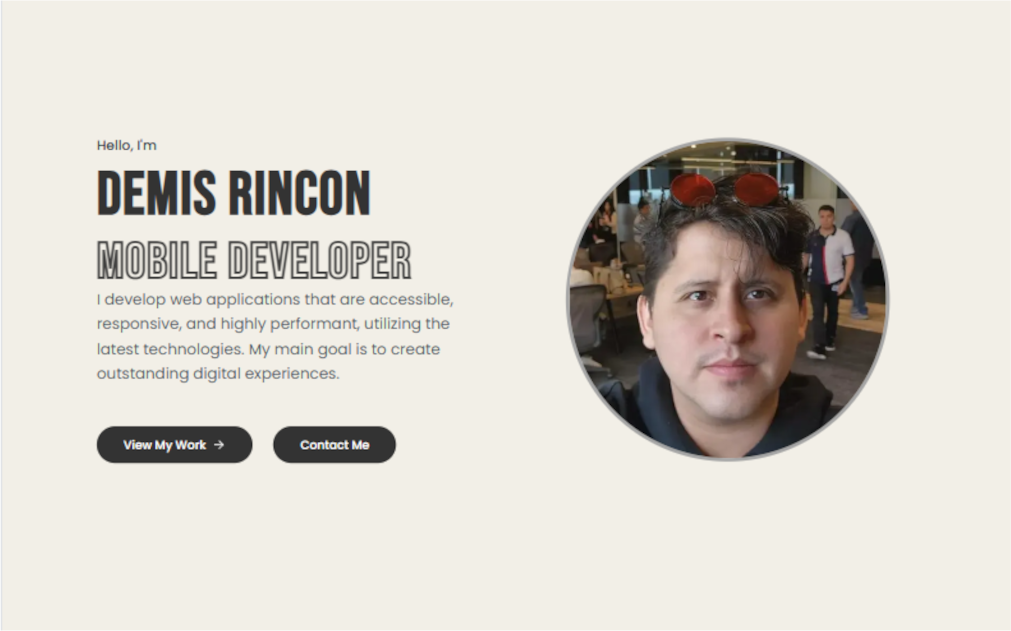 Hello, I'm
DEMIS RINCON
MOBILE DEVELOPER
I develop web applications that are accessible,
responsive, and highly performant, utilizing the
latest technologies. My main goal is to create
outstanding digital experiences.
View My Work →
Contact Me